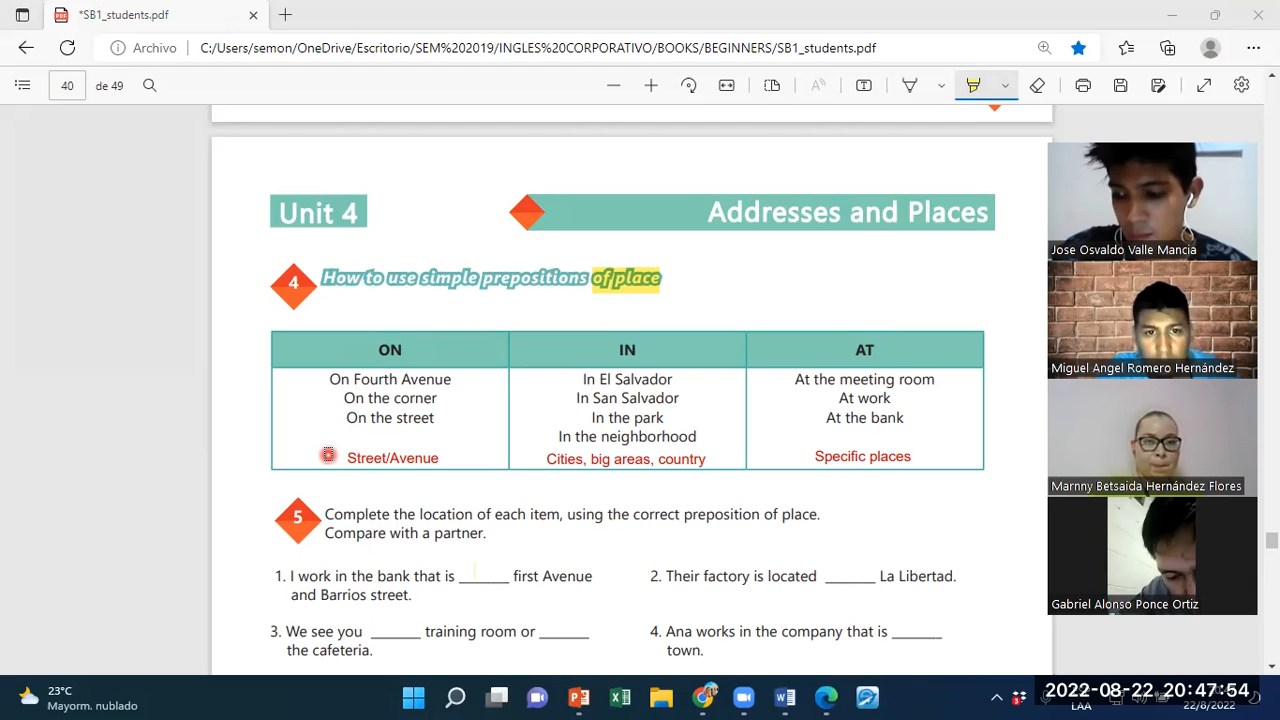 *SB1_students.pdf
Archivo
C:/Users/semon/OneDrive/Escritorio/SEM%202019/INGLES%20CORPORATIVO/BOOKS/BEGINNERS/SB1_students.pdf
40 de 49
Unit 4
Addresses and Places
4 How to use simple prepositions of place
ON IN AT
On Fourth Avenue In El Salvador At the meeting room
On the corner In San Salvador At work
On the street In the park At the bank
In the neighborhood
Street/Avenue Cities, big areas, country Specific places
5 Complete the location of each item, using the correct preposition of place.
Compare with a partner.
1. I work in the bank that is _______ first Avenue
and Barrios street.
2. Their factory is located _______ La Libertad.
3. We see you _______ training room or _______
the cafeteria.
4. Ana works in the company that is _______
town.
Jose Osvaldo Valle Mancia
Miguel Angel Romero Hernández
Marnny Betsaida Hernández Flores
Gabriel Alonso Ponce Ortiz
23°C
Mayorm. nublado
2022-08-22 20:47:54
LAA
22/8/2022